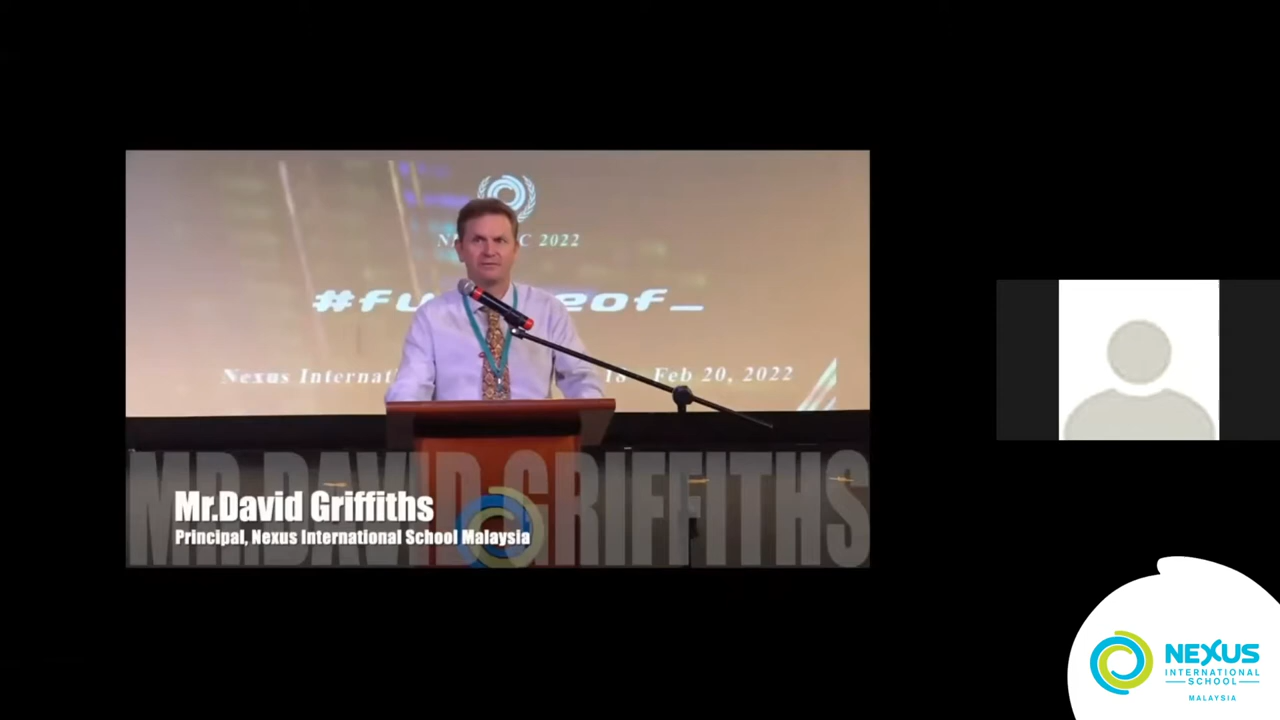 2022
Nexus
Feb 20, 2022
MR.DAVID GRIFFITHS
Mr.David Griffiths
Principal, Nexus International School Malaysia
NEXUS
INTERNATIONAL
SCHOOL
MALAYSIA